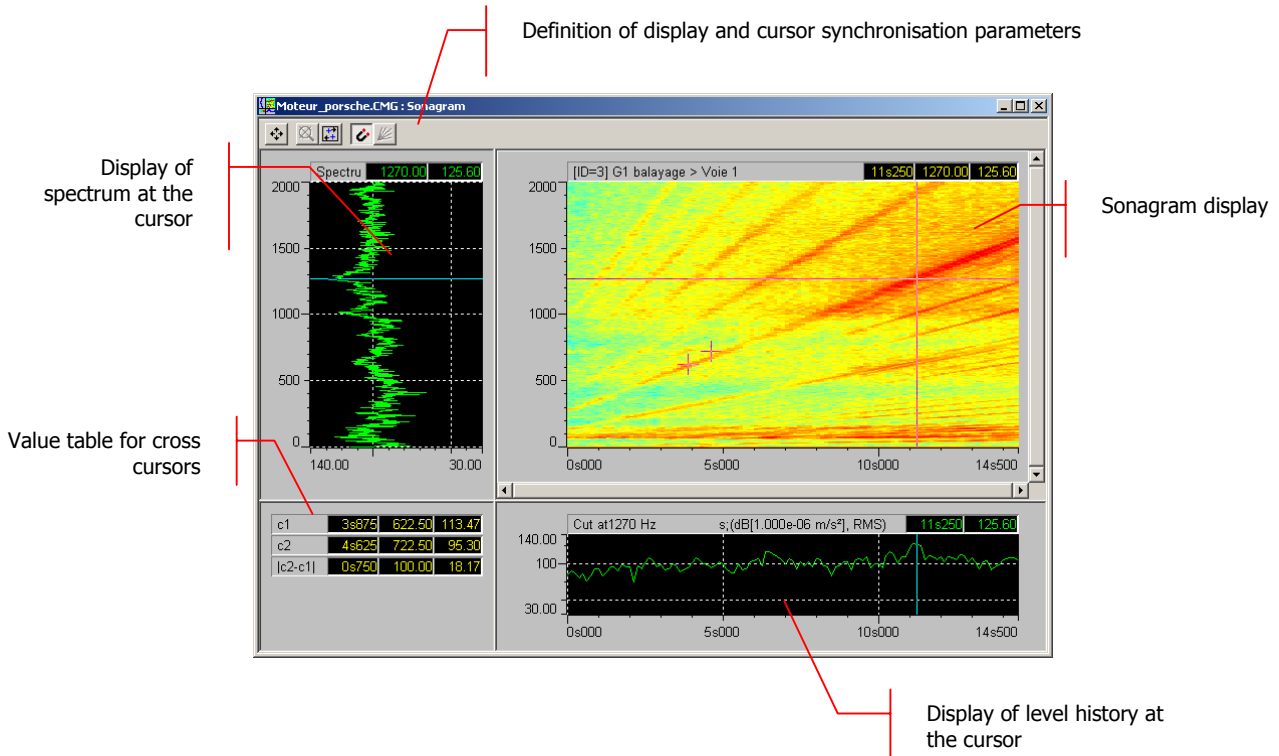 Definition of display and cursor synchronisation parameters
Moteur_porsche.CMG : Sonagram
Display of
spectrum at the
cursor
Spectru 1270.00 125.60
2000
1500
1000
500
0
140.00 30.00
[ID=3] G1 balayage > Voie 1 11s250 1270.00 125.60
2000
1500
1000
500
0
0s000 5s000 10s000 14s500
Sonagram display
Value table for cross
cursors
c1 3s875 622.50 113.47
c2 4s625 722.50 95.30
|c2-c1| 0s750 100.00 18.17
Cut at1270 Hz s;(dB[1.000e-06 m/s²], RMS) 11s250 125.60
140.00
100
30.00
0s000 5s000 10s000 14s500
Display of level history at
the cursor